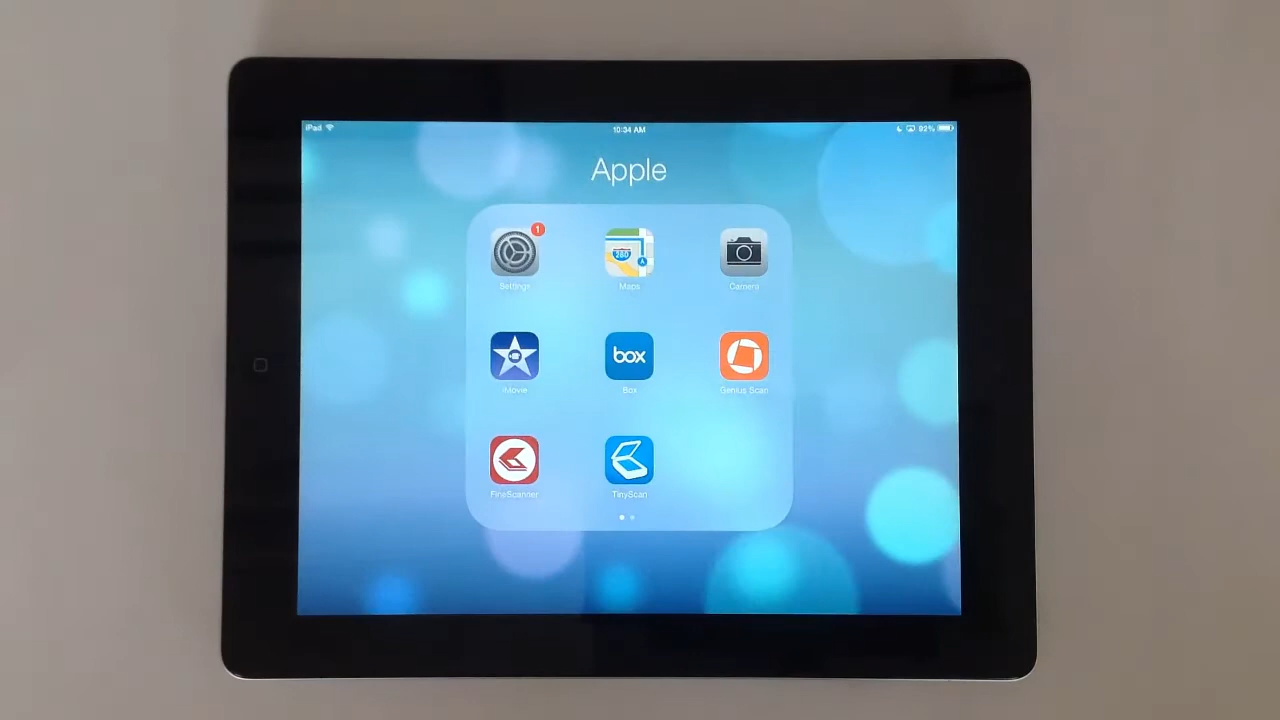 iPad 10:34 AM 92%
Apple
1
280
Settings Maps Camera
box
iMovie Box Genius Scan
FineScanner TinyScan